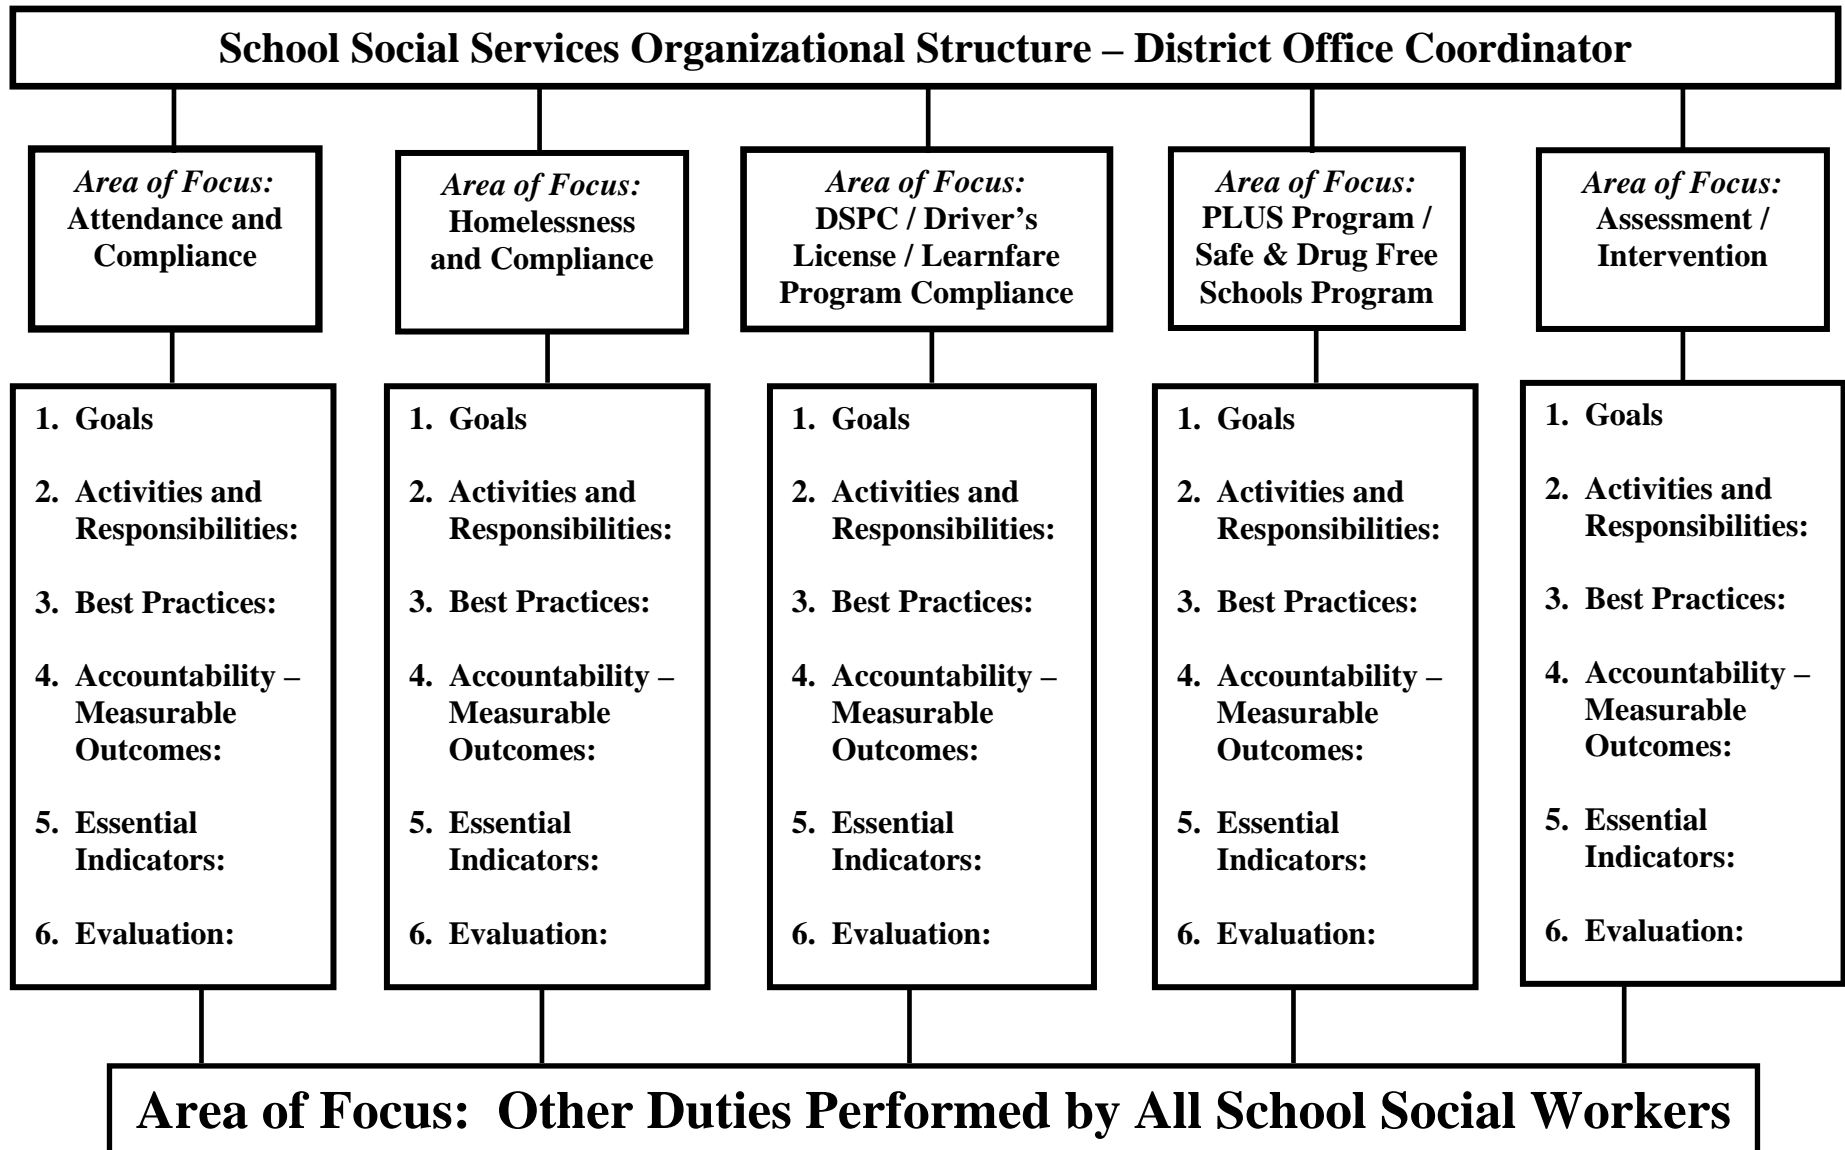 School Social Services Organizational Structure – District Office Coordinator
Area of Focus:
Attendance and
Compliance
Area of Focus:
Homelessness
and Compliance
Area of Focus:
DSPC / Driver’s
License / Learnfare
Program Compliance
Area of Focus:
PLUS Program /
Safe & Drug Free
Schools Program
Area of Focus:
Assessment /
Intervention
1. Goals
2. Activities and
Responsibilities:
3. Best Practices:
4. Accountability –
Measurable
Outcomes:
5. Essential
Indicators:
6. Evaluation:
1. Goals
2. Activities and
Responsibilities:
3. Best Practices:
4. Accountability –
Measurable
Outcomes:
5. Essential
Indicators:
6. Evaluation:
1. Goals
2. Activities and
Responsibilities:
3. Best Practices:
4. Accountability –
Measurable
Outcomes:
5. Essential
Indicators:
6. Evaluation:
1. Goals
2. Activities and
Responsibilities:
3. Best Practices:
4. Accountability –
Measurable
Outcomes:
5. Essential
Indicators:
6. Evaluation:
1. Goals
2. Activities and
Responsibilities:
3. Best Practices:
4. Accountability –
Measurable
Outcomes:
5. Essential
Indicators:
6. Evaluation:
Area of Focus: Other Duties Performed by All School Social Workers